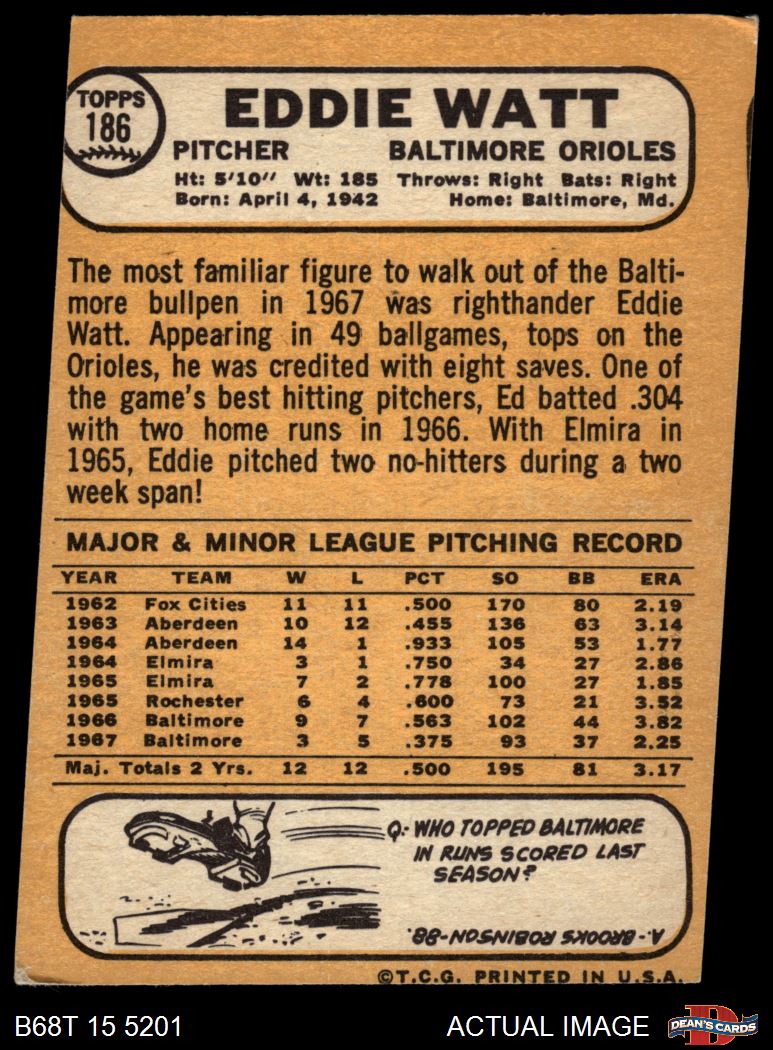 TOPPS
186
EDDIE WATT
PITCHER BALTIMORE ORIOLES
Ht: 5'10" Wt: 185 Throws: Right Bats: Right
Born: April 4, 1942 Home: Baltimore, Md.
The most familiar figure to walk out of the Balti-
more bullpen in 1967 was righthander Eddie
Watt. Appearing in 49 ballgames, tops on the
Orioles, he was credited with eight saves. One of
the game's best hitting pitchers, Ed batted .304
with two home runs in 1966. With Elmira in
1965, Eddie pitched two no-hitters during a two
week span!
MAJOR & MINOR LEAGUE PITCHING RECORD
YEAR TEAM W L PCT SO BB ERA
1962 Fox Cities 11 11 .500 170 80 2.19
1963 Aberdeen 10 12 .455 136 63 3.14
1964 Aberdeen 14 1 .933 105 53 1.77
1964 Elmira 3 1 .750 34 27 2.86
1965 Elmira 7 2 .778 100 27 1.85
1965 Rochester 6 4 .600 73 21 3.52
1966 Baltimore 9 7 .563 102 44 3.82
1967 Baltimore 3 5 .375 93 37 2.25
Maj. Totals 2 Yrs. 12 12 .500 195 81 3.17
Q: WHO TOPPED BALTIMORE
IN RUNS SCORED LAST
SEASON?
A.- BROOKS ROBINSON-88.
©T.C.G. PRINTED IN U.S.A.
B68T 15 5201 ACTUAL IMAGE
D
DEAN'S CARDS